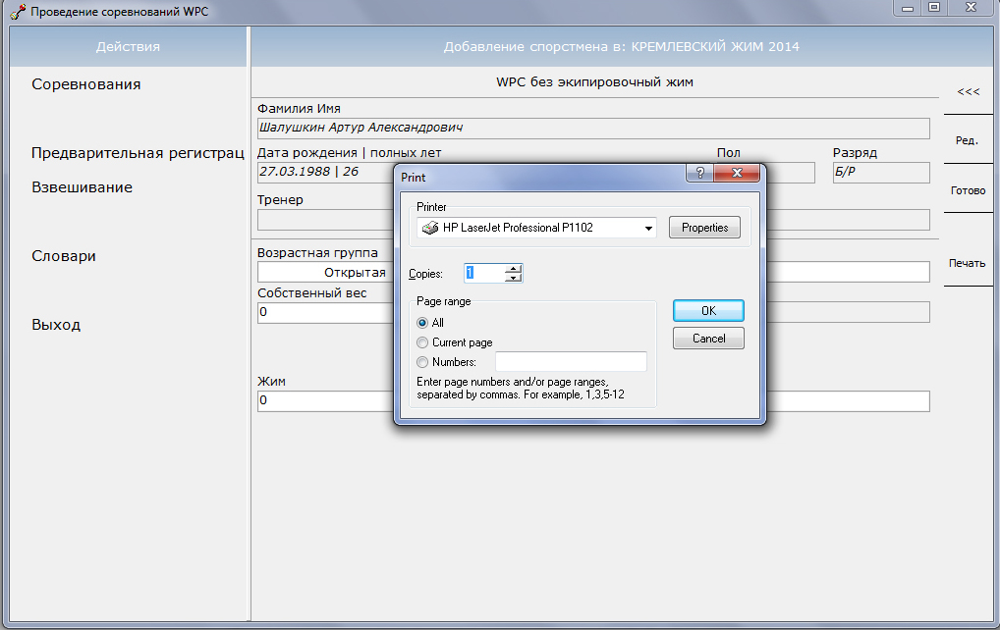 Проведение соревнований WPC
Действия
Соревнования
Предварительная регистрац
Взвешивание
Словари
Выход
Добавление спорстмена в: КРЕМЛЕВСКИЙ ЖИМ 2014
WPC без экипировочный жим
<<<
Ред.
Готово
Печать
Фамилия Имя
Шалушкин Артур Александрович
Дата рождения | полных лет
Пол
Разряд
27.03.1988 | 26
Б/Р
Тренер
Возрастная группа
Открытая
Собственный вес
0
Жим
0
Print
?
Printer
HP LaserJet Professional P1102
Properties
Copies:
1
Page range
All
Current page
Numbers:
Enter page numbers and/or page ranges,
separated by commas. For example, 1,3,5-12
OK
Cancel